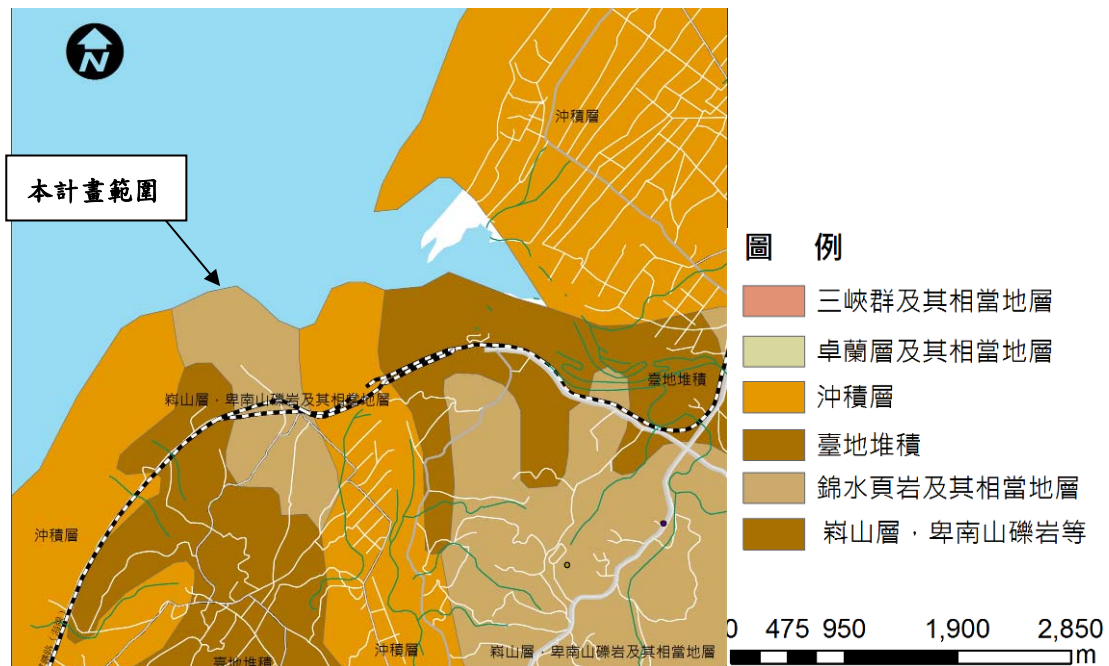 N
沖積層
本計畫範圍
臺地堆積
嵙山層・卑南山礫岩及其相當地層
沖積層
臺地堆積
沖積層
嵙山層・卑南山礫岩及其相當地層
圖 例
三峽群及其相當地層
卓蘭層及其相當地層
沖積層
臺地堆積
錦水頁岩及其相當地層
嵙山層・卑南山礫岩等
0 475 950 1,900 2,850
m